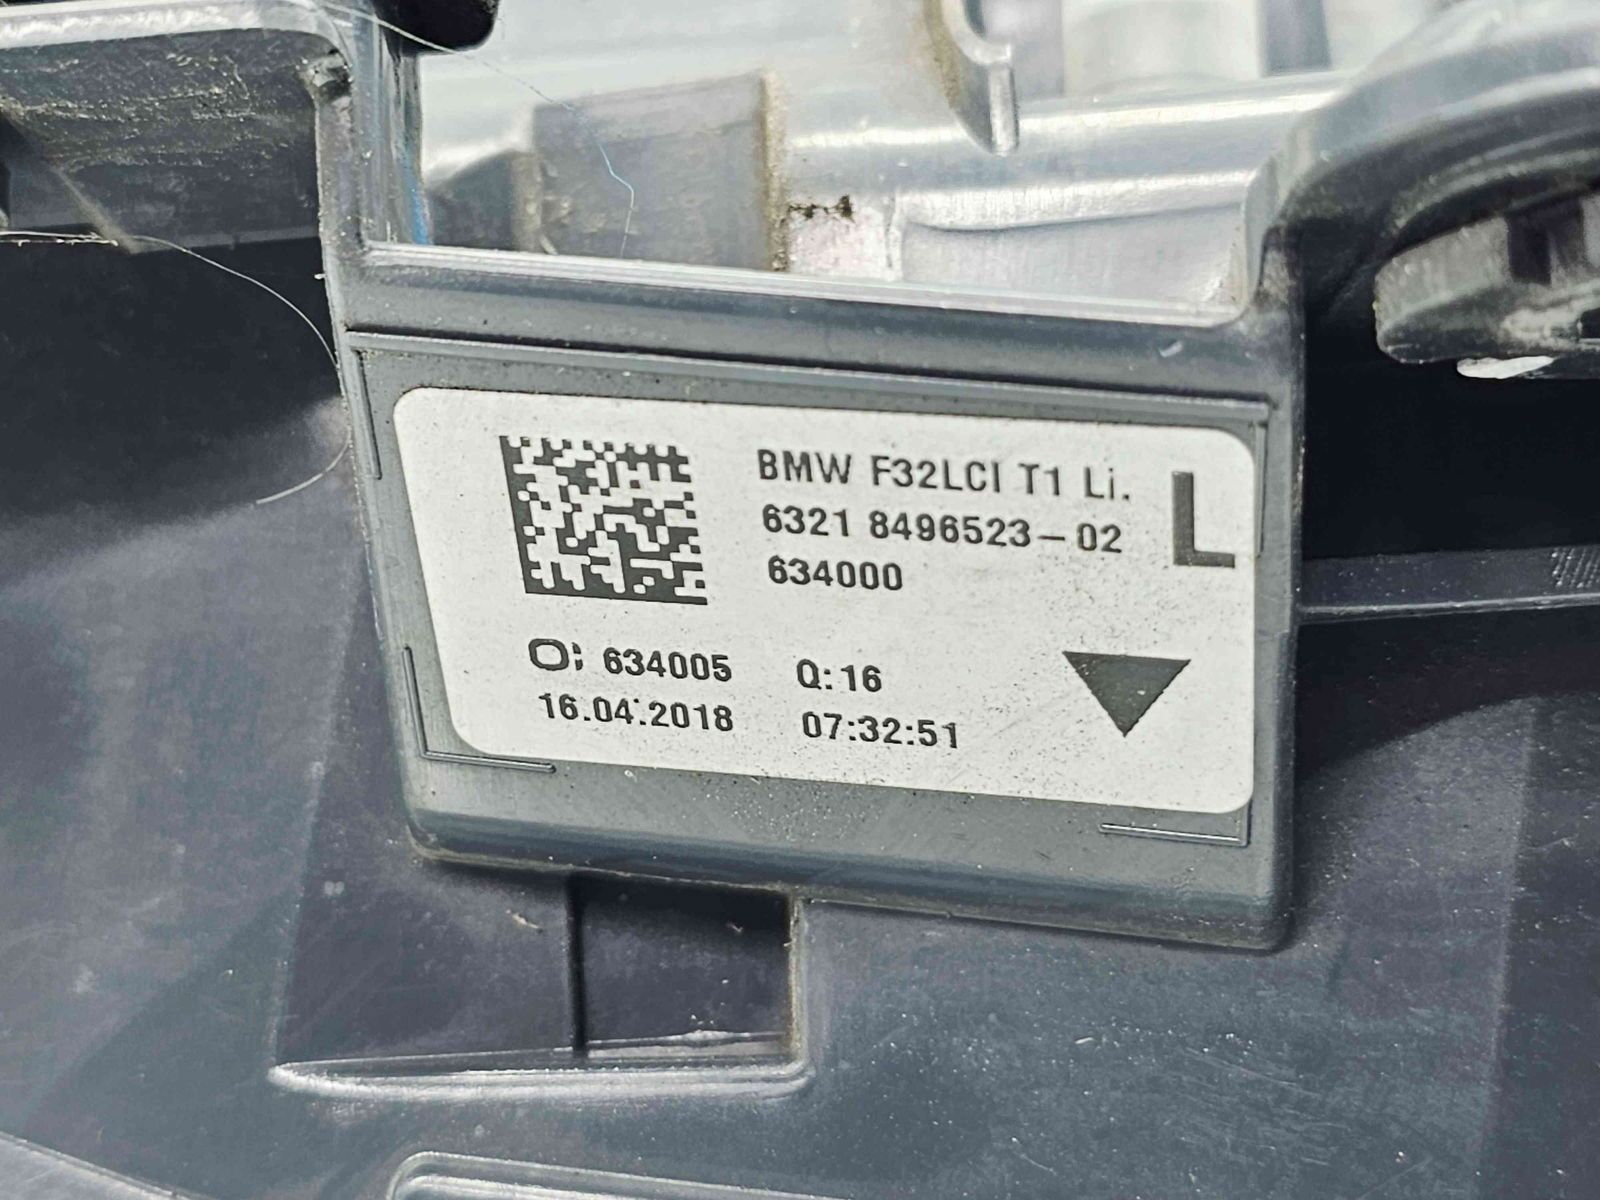 BMW F32LCI T1 Li.
L
6321 8496523-02
634000
O: 634005 Q:16
16.04.2018 07:32:51